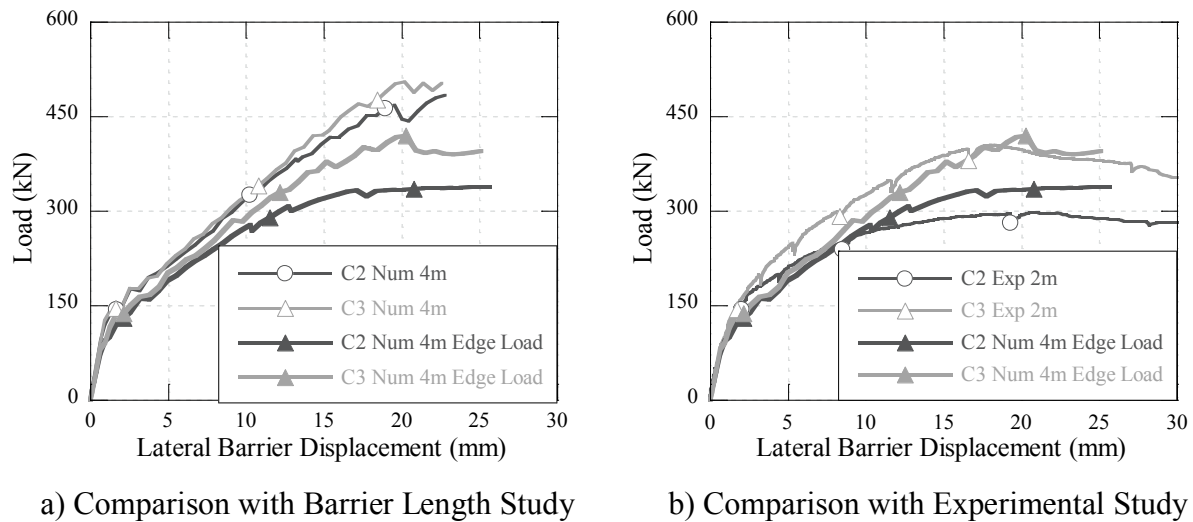 600
450
300
150
0
Load (kN)
0 5 10 15 20 25 30
Lateral Barrier Displacement (mm)
C2 Num 4m
C3 Num 4m
C2 Num 4m Edge Load
C3 Num 4m Edge Load
a) Comparison with Barrier Length Study
600
450
300
150
0
Load (kN)
0 5 10 15 20 25 30
Lateral Barrier Displacement (mm)
C2 Exp 2m
C3 Exp 2m
C2 Num 4m Edge Load
C3 Num 4m Edge Load
b) Comparison with Experimental Study